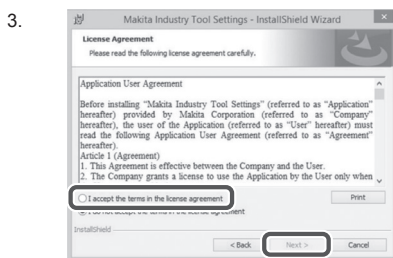 3.
Makita Industry Tool Settings - InstallShield Wizard
License Agreement
Please read the following license agreement carefully.
Application User Agreement
Before installing "Makita Industry Tool Settings" (referred to as "Application"
hereafter) provided by Makita Corporation (referred to as "Company"
hereafter), the user of the Application (referred to as "User" hereafter) must
read the following Application User Agreement (referred to as "Agreement"
hereafter).
Article 1 (Agreement)
1. This Agreement is effective between the Company and the User.
2. The Company grants a license to use the Application by the User only when
I accept the terms in the license agreement
Print
I do not accept the terms in the license agreement
InstallShield
< Back
Next >
Cancel